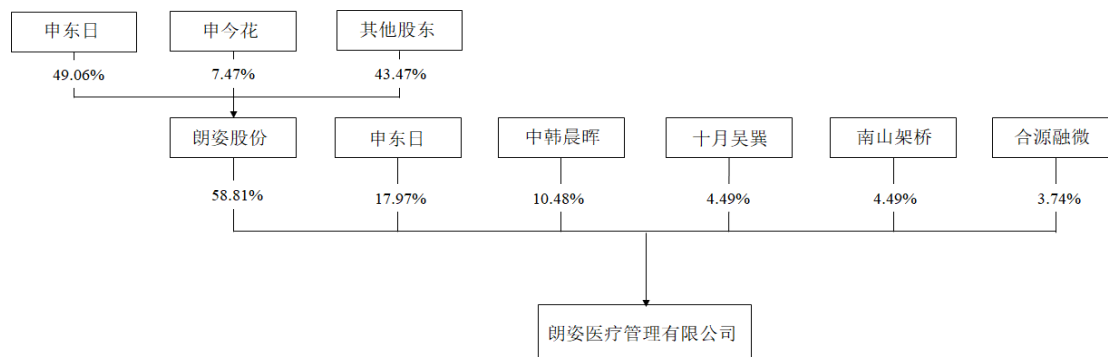 申东日
申今花
其他股东
49.06%
7.47%
43.47%
朗姿股份
申东日
中韩晨晖
十月吴巽
南山架桥
合源融微
58.81%
17.97%
10.48%
4.49%
4.49%
3.74%
朗姿医疗管理有限公司